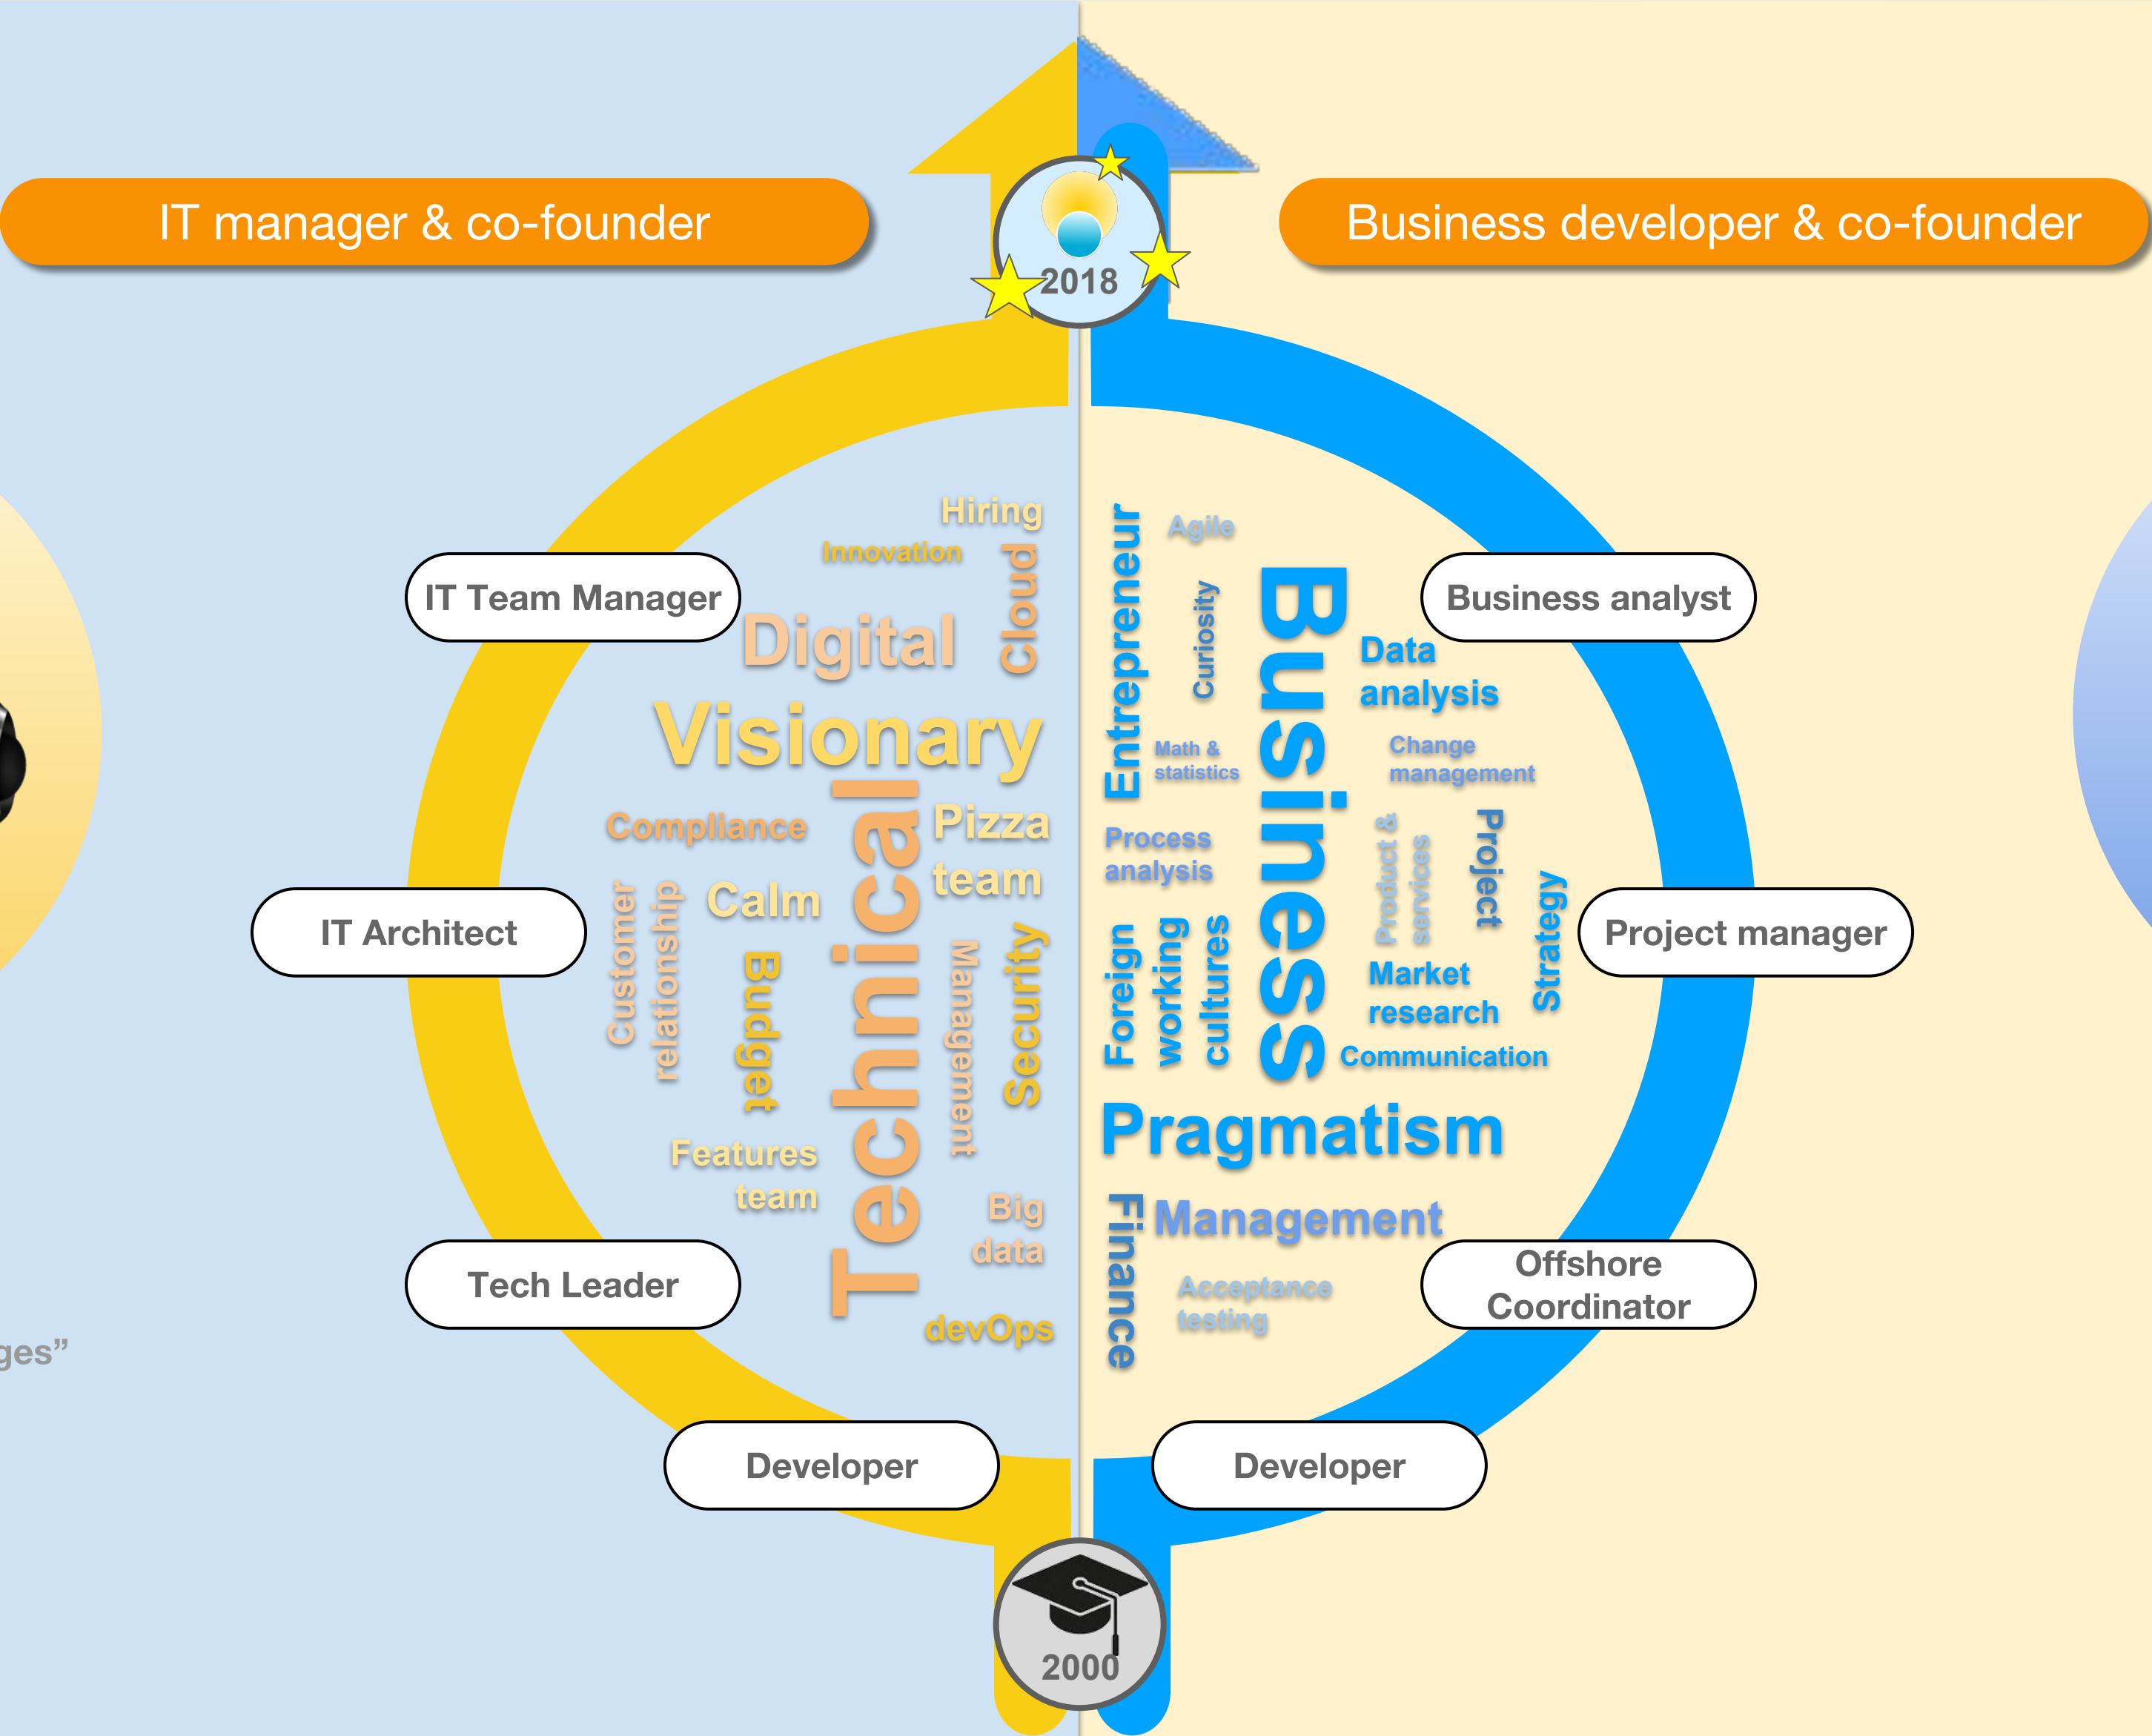 IT manager & co-founder
Business developer & co-founder
2018
Hiring
Innovation
Cloud
IT Team Manager
Digital
Visionary
Technical
Compliance
Pizza
team
Calm
Customer
relationship
IT Architect
Budget
Management
Security
Features
team
Big
data
Tech Leader
devOps
Developer
Entrepreneur
Agile
Curiosity
Business
Business analyst
Data
analysis
Math &
statistics
Change
management
Process
analysis
Product &
services
Project
Strategy
Project manager
Foreign
working
cultures
Market
research
Communication
Pragmatism
Finance
Management
Offshore
Coordinator
Acceptance
testing
Developer
2000
ges”